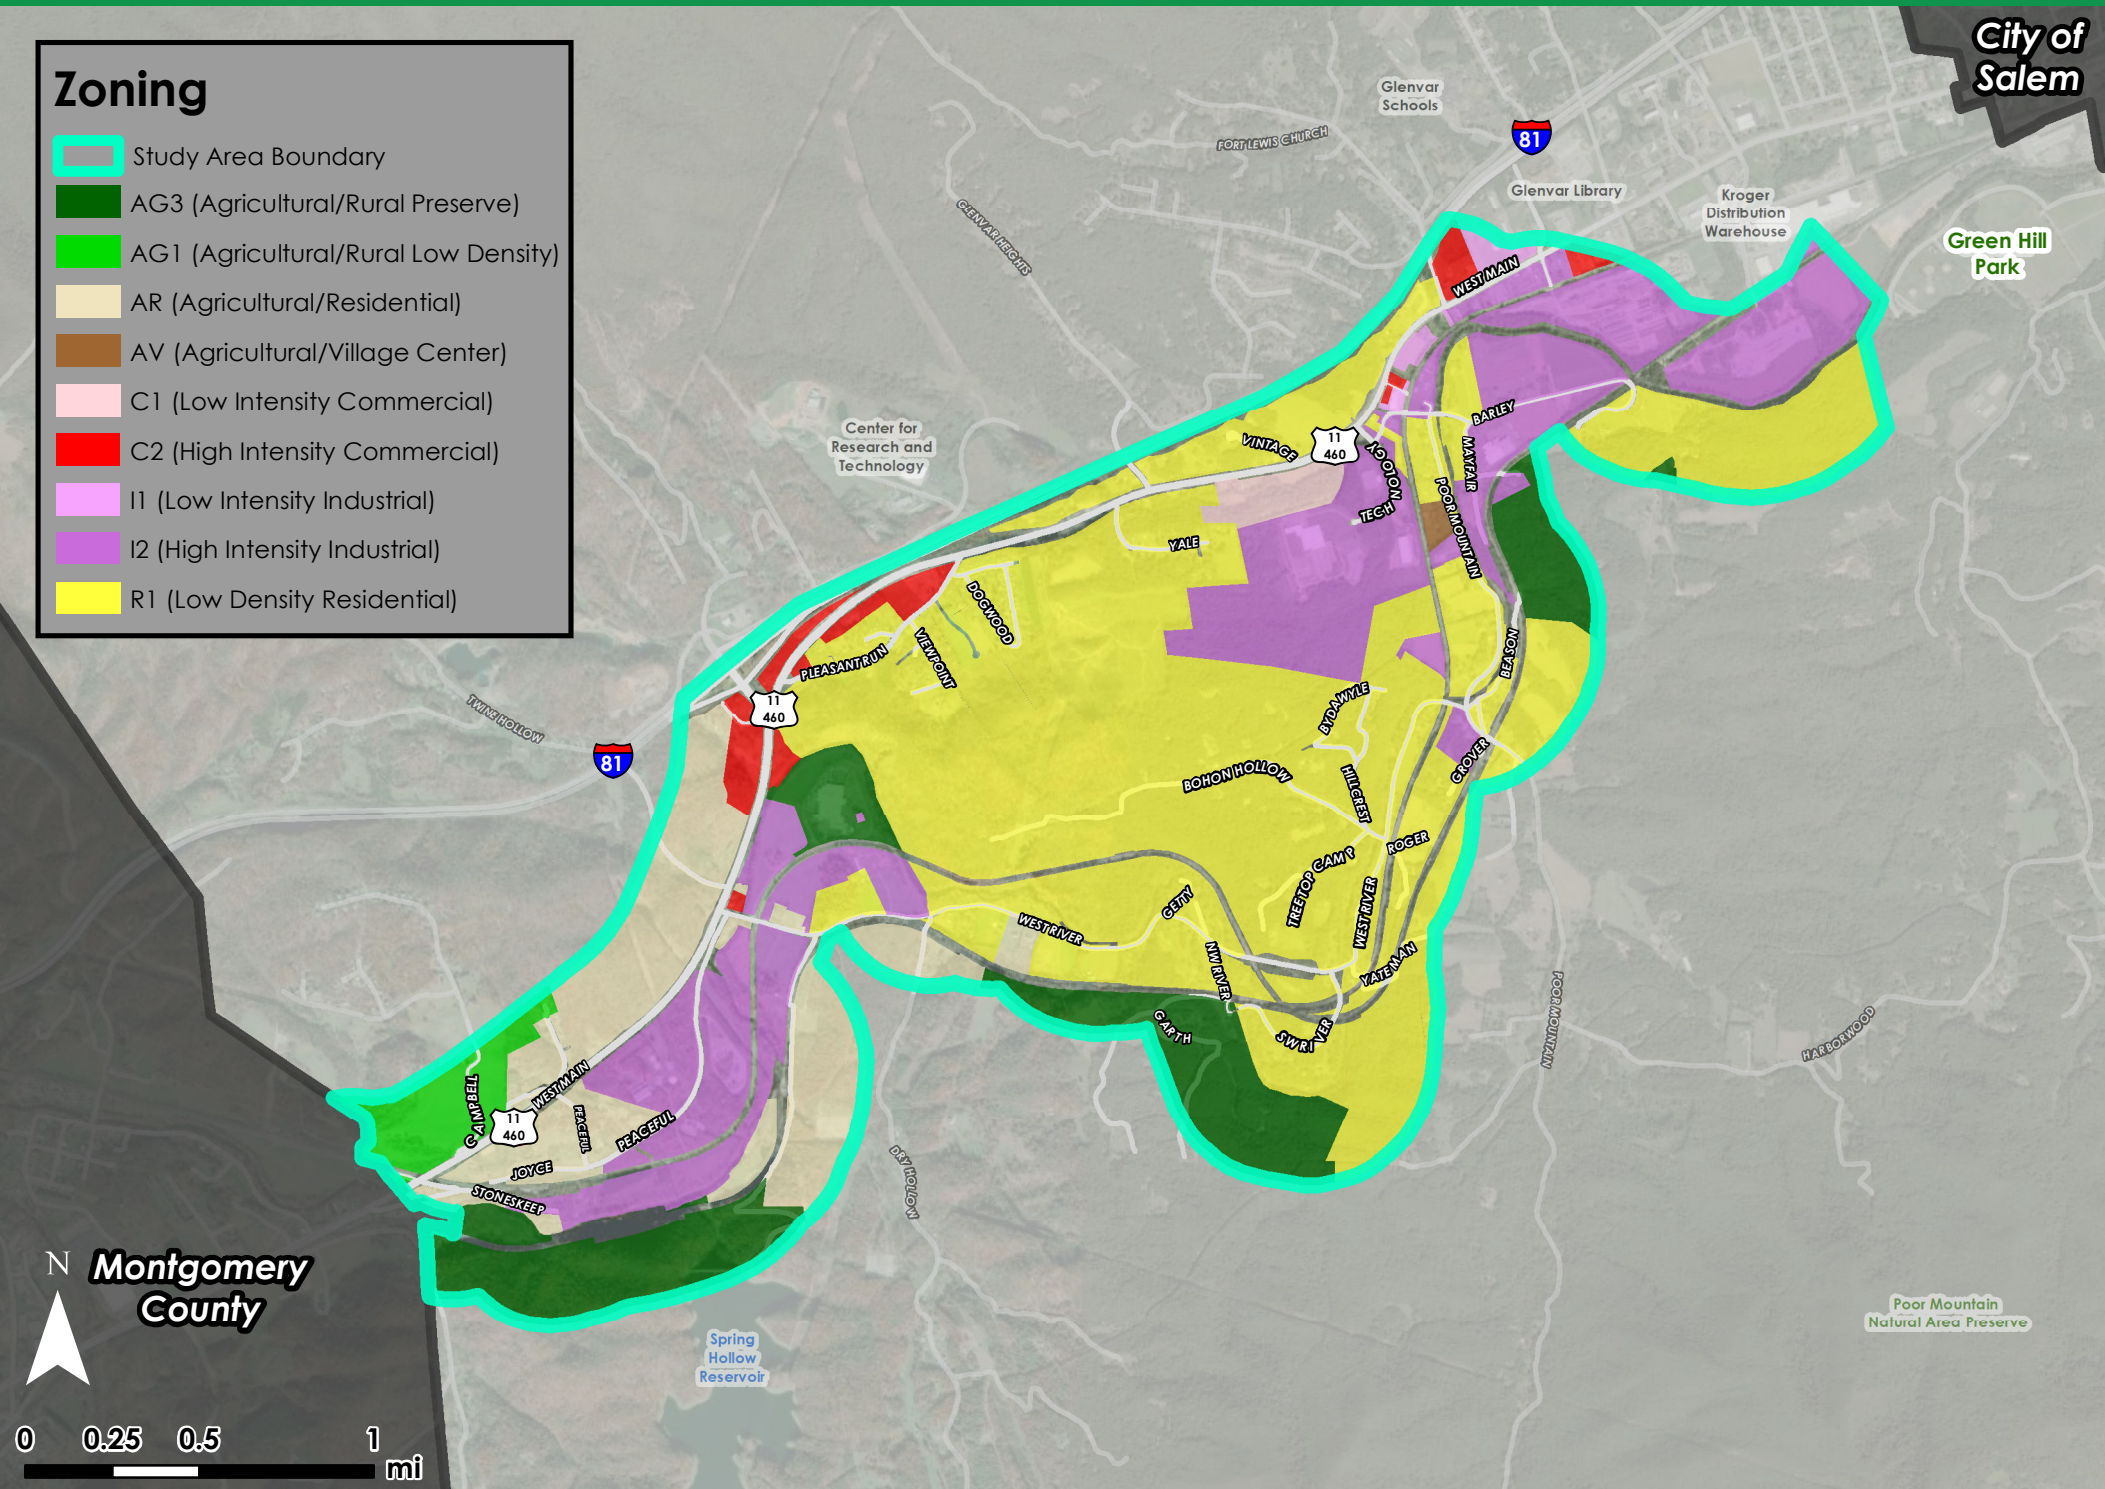 City of
Salem
Zoning
Study Area Boundary
AG3 (Agricultural/Rural Preserve)
AG1 (Agricultural/Rural Low Density)
AR (Agricultural/Residential)
AV (Agricultural/Village Center)
C1 (Low Intensity Commercial)
C2 (High Intensity Commercial)
I1 (Low Intensity Industrial)
I2 (High Intensity Industrial)
R1 (Low Density Residential)
Glenvar
Schools
81
FORT LEWIS CHURCH
Glenvar Library
Kroger
Distribution
Warehouse
Green Hill
Park
GLENVAR HEIGHTS
WEST MAIN
Center for
Research and
Technology
VINTAGE
11
460
TECHNOLOGY
BARLEY
MAYFAIR
POOR MOUNTAIN
YALE
DOGWOOD
VIEWPOINT
PLEASANT RUN
BEASON
11
460
TWINE HOLLOW
81
BYDAWYLE
GROVER
BOHON HOLLOW
HILLCREST
ROGER
TREETOP CAMP
WEST RIVER
GETTY
WEST RIVER
NW RIVER
YATEMAN
GARTH
SW RIVER
POOR MOUNTAIN
HARBORWOOD
CAMPBELL
WEST MAIN
11
460
PEACEFUL
PEACEFUL
JOYCE
STONESKEEP
DRY HOLLOW
N
Montgomery
County
Spring
Hollow
Reservoir
Poor Mountain
Natural Area Preserve
0 0.25 0.5 1
mi